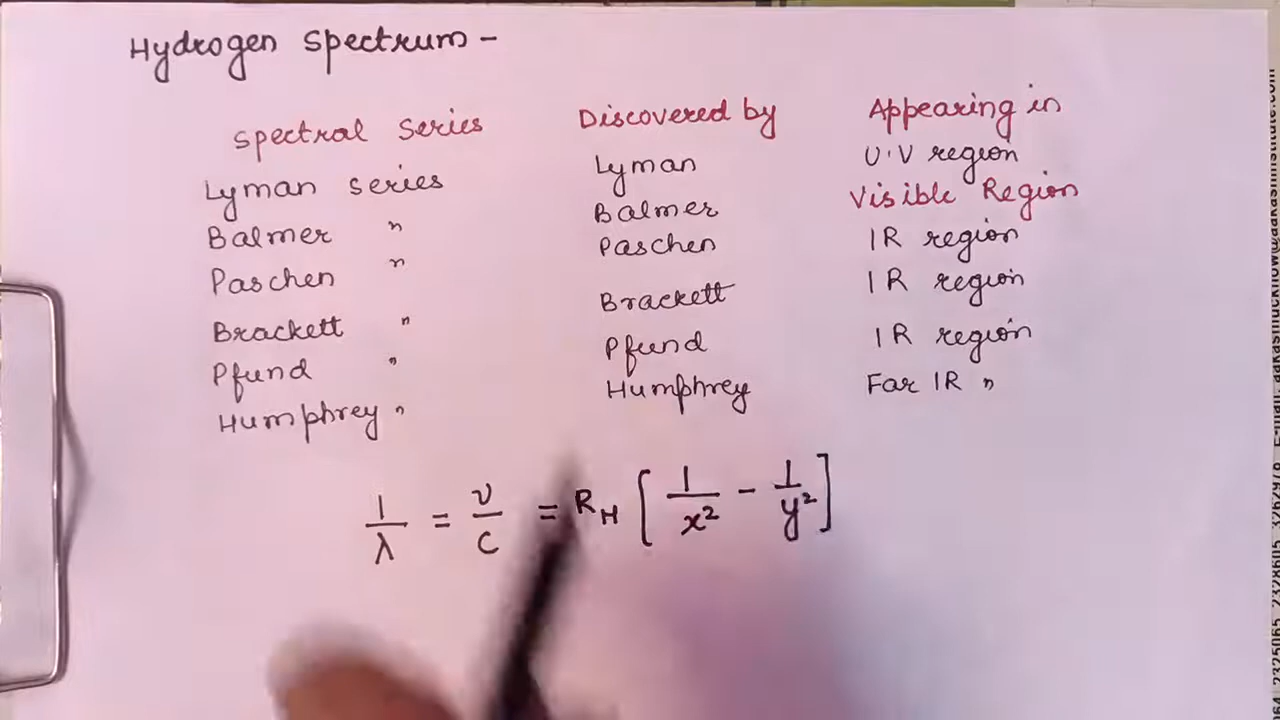 Hydrogen Spectrum -
Spectral Series Discovered by Appearing in
Lyman series Lyman U.V region
Balmer " Balmer Visible Region
Paschen " Paschen IR region
Brackett " Brackett IR region
Pfund " Pfund IR region
Humphrey " Humphrey Far IR "
1/λ = ν/c = R_H [ 1/x² - 1/y² ]